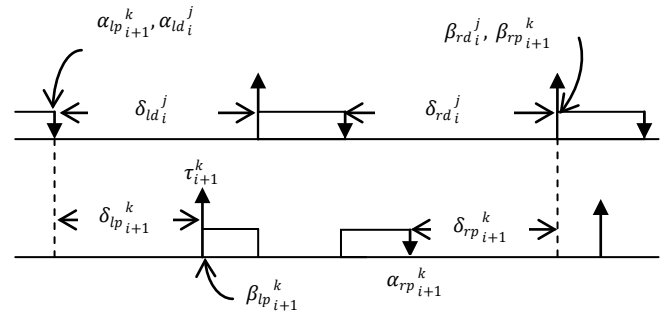 α_{lp}_{i+1}^{k}, α_{ld}_{i}^{j}
β_{rd}_{i}^{j}, β_{rp}_{i+1}^{k}
δ_{ld}_{i}^{j}
δ_{rd}_{i}^{j}
τ_{i+1}^{k}
δ_{lp}_{i+1}^{k}
δ_{rp}_{i+1}^{k}
β_{lp}_{i+1}^{k}
α_{rp}_{i+1}^{k}